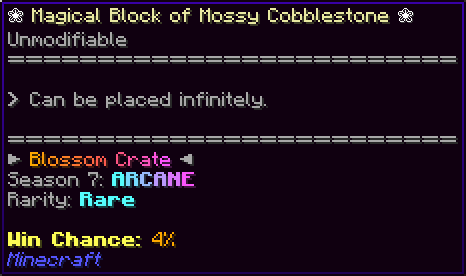 ❀ Magical Block of Mossy Cobblestone ❀
Unmodifiable
==============================
> Can be placed infinitely.
==============================
► Blossom Crate ◄
Season 7: ARCANE
Rarity: Rare
Win Chance: 4%
Minecraft